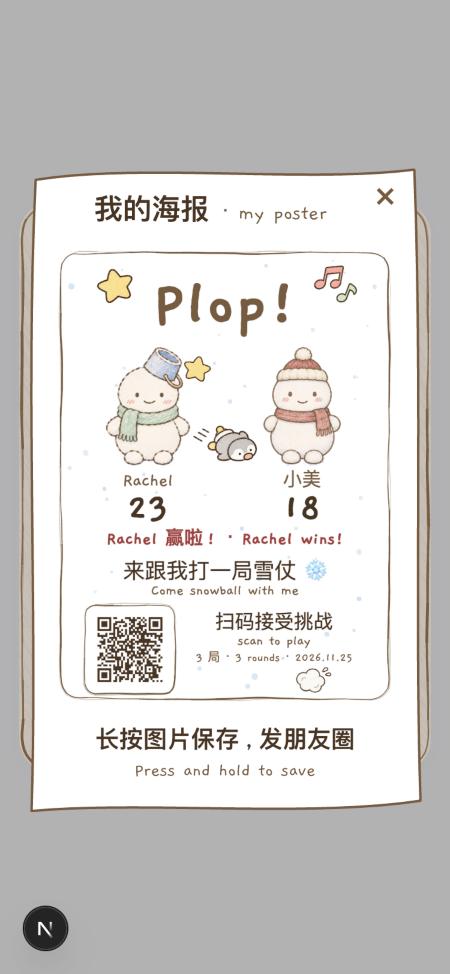 我的海报 · my poster
Plop!
Rachel
小美
23
18
Rachel 赢啦! · Rachel wins!
来跟我打一局雪仗
Come snowball with me
扫码接受挑战
scan to play
3 局 · 3 rounds · 2026.11.25
长按图片保存，发朋友圈
Press and hold to save
N